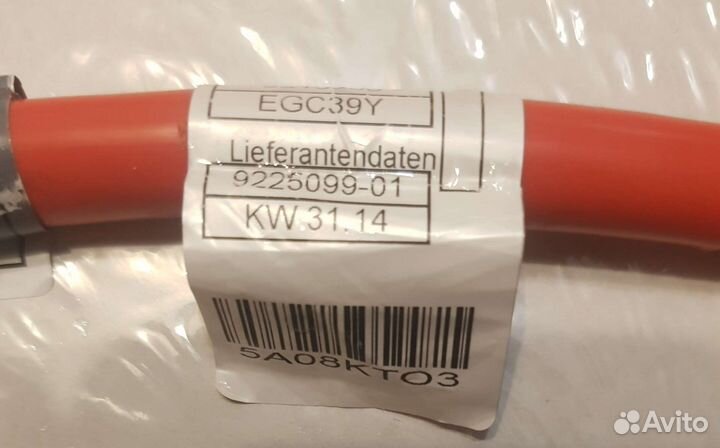 EGC39Y
Lieferantendaten
9225099-01
KW.31.14
5A08KTO3
Avito